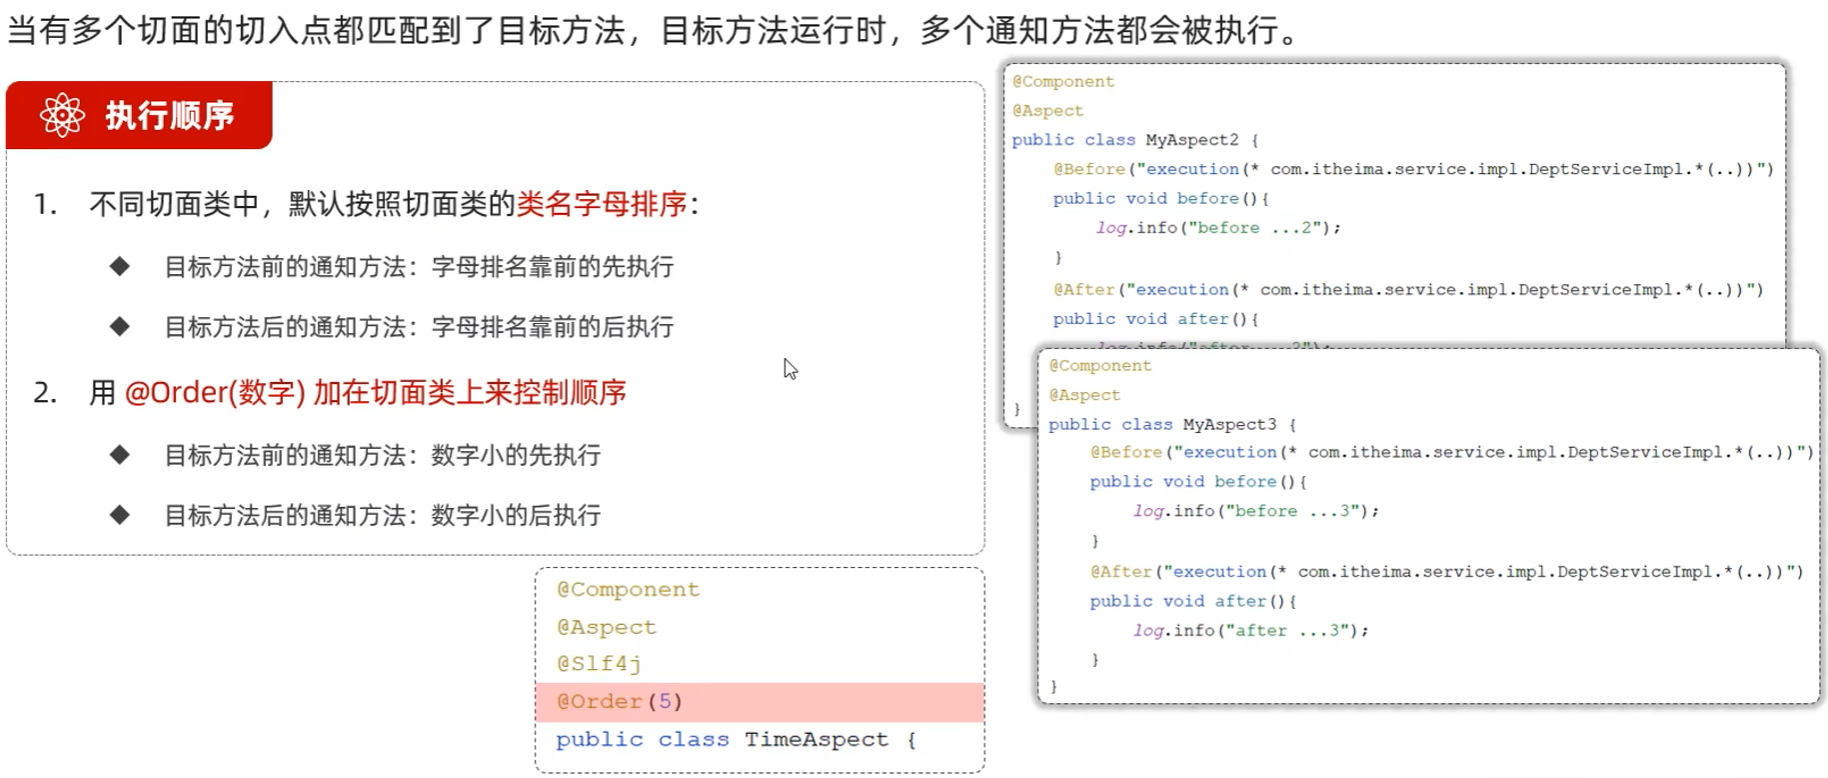 当有多个切面的切入点都匹配到了目标方法，目标方法运行时，多个通知方法都会被执行。
执行顺序
1. 不同切面类中，默认按照切面类的类名字母排序：
◆ 目标方法前的通知方法：字母排名靠前的先执行
◆ 目标方法后的通知方法：字母排名靠前的后执行
2. 用 @Order(数字) 加在切面类上来控制顺序
◆ 目标方法前的通知方法：数字小的先执行
◆ 目标方法后的通知方法：数字小的后执行
@Component
@Aspect
@Slf4j
@Order(5)
public class TimeAspect {
@Component
@Aspect
public class MyAspect2 {
@Before("execution(* com.itheima.service.impl.DeptServiceImpl.*(..))")
public void before(){
log.info("before ...2");
}
@After("execution(* com.itheima.service.impl.DeptServiceImpl.*(..))")
public void after(){
log.info("after ...2");
}
@Component
@Aspect
public class MyAspect3 {
@Before("execution(* com.itheima.service.impl.DeptServiceImpl.*(..))")
public void before(){
log.info("before ...3");
}
@After("execution(* com.itheima.service.impl.DeptServiceImpl.*(..))")
public void after(){
log.info("after ...3");
}
}